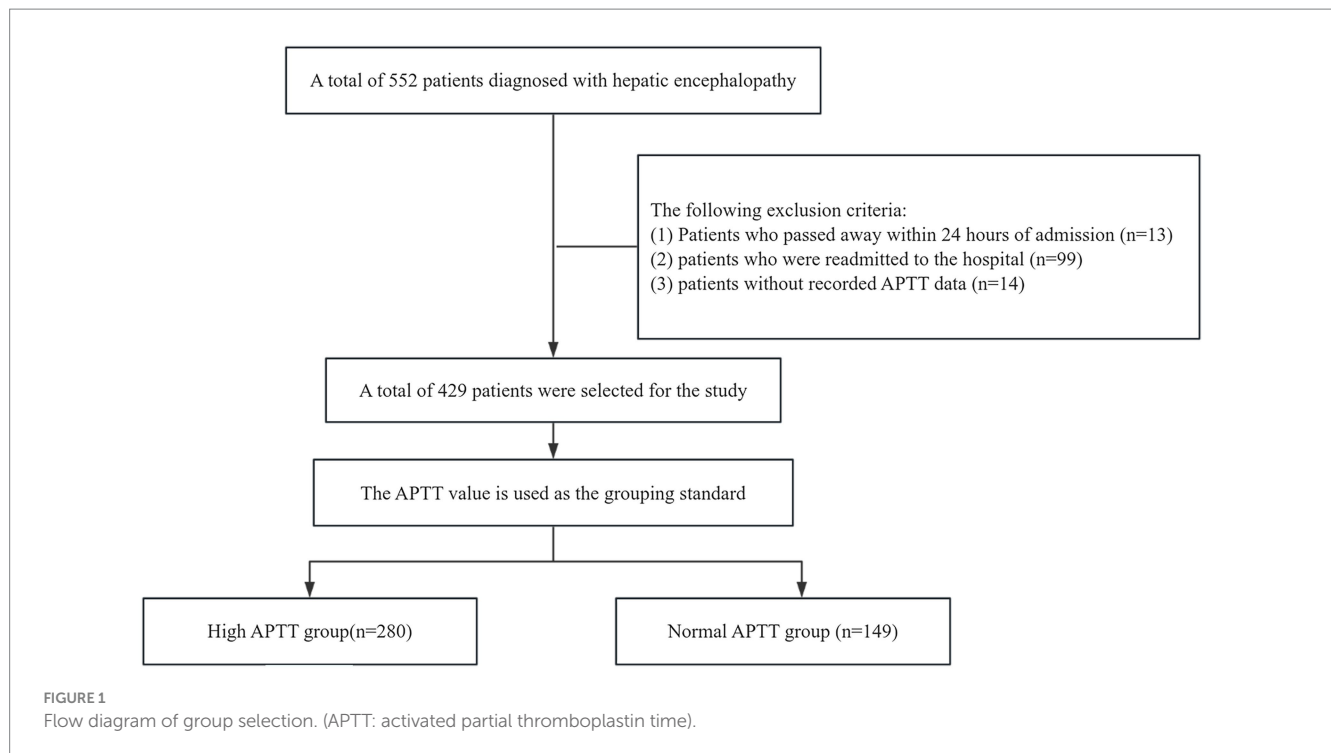 A total of 552 patients diagnosed with hepatic encephalopathy
The following exclusion criteria:
(1) Patients who passed away within 24 hours of admission (n=13)
(2) patients who were readmitted to the hospital (n=99)
(3) patients without recorded APTT data (n=14)
A total of 429 patients were selected for the study
The APTT value is used as the grouping standard
High APTT group(n=280)
Normal APTT group (n=149)
FIGURE 1
Flow diagram of group selection. (APTT: activated partial thromboplastin time).